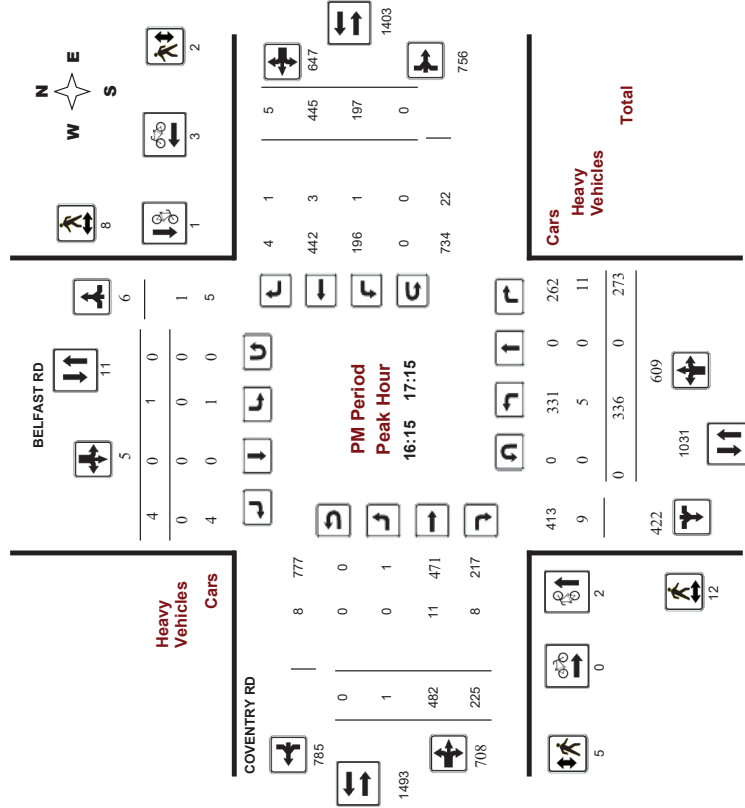 N
W E
S
8
1
3
2
1403
647
756
BELFAST RD
5
11
6
4 0 1 0
0 0 0 0 1
4 0 1 0 5
Heavy
Vehicles
Cars
4 1 5
442 3 445
196 1 197
0 0 0
734 22
PM Period
Peak Hour
16:15 17:15
COVENTRY RD
785
1493
708
8 777
0 0 0
1 0 1
482 11 471
225 8 217
413 0 331 0 262 Cars
9 0 5 0 11 Heavy
Vehicles
0 336 0 273 Total
422
1031
609
5
0
2
12